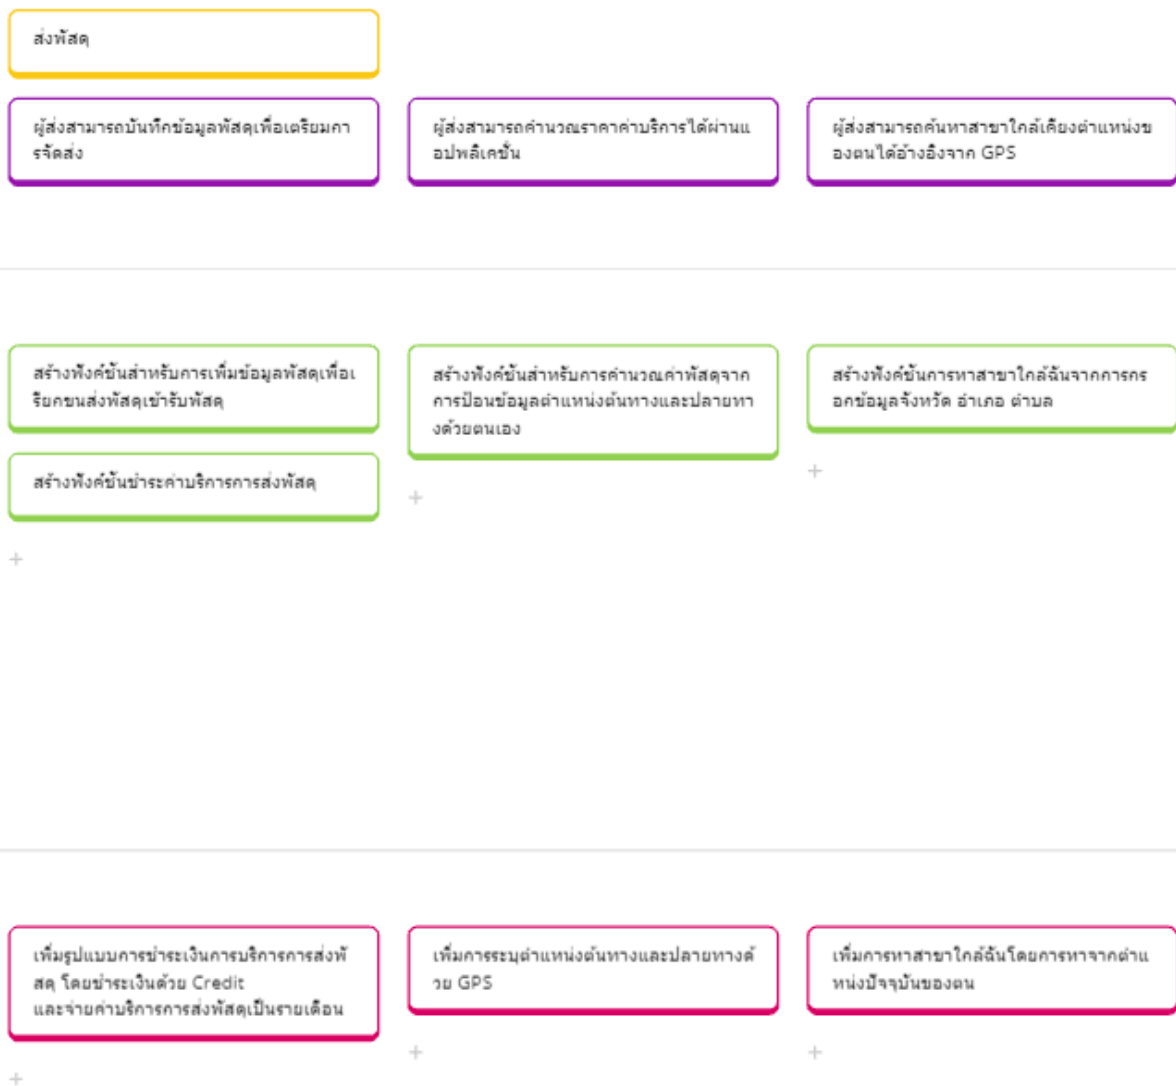 ส่งพัสดุ
ผู้ส่งสามารถบันทึกข้อมูลพัสดุเพื่อเตรียมกา
รจัดส่ง
ผู้ส่งสามารถคำนวณราคาค่าบริการได้ผ่านแ
อปพลิเคชั่น
ผู้ส่งสามารถค้นหาสาขาใกล้เคียงตำแหน่งข
องตนได้อ้างอิงจาก GPS
สร้างฟังค์ชั่นสำหรับการเพิ่มข้อมูลพัสดุเพื่อเ
รียกขนส่งพัสดุเข้ารับพัสดุ
สร้างฟังค์ชั่นชำระค่าบริการการส่งพัสดุ
+
สร้างฟังค์ชั่นสำหรับการคำนวณค่าพัสดุจาก
การป้อนข้อมูลตำแหน่งต้นทางและปลายทา
งด้วยตนเอง
+
สร้างฟังค์ชั่นการหาสาขาใกล้ฉันจากการกร
อกข้อมูลจังหวัด อำเภอ ตำบล
+
เพิ่มรูปแบบการชำระเงินการบริการการส่งพั
สดุ โดยชำระเงินด้วย Credit
และจ่ายค่าบริการการส่งพัสดุเป็นรายเดือน
+
เพิ่มการระบุตำแหน่งต้นทางและปลายทางด้
วย GPS
+
เพิ่มการหาสาขาใกล้ฉันโดยการหาจากตำแ
หน่งปัจจุบันของตน
+